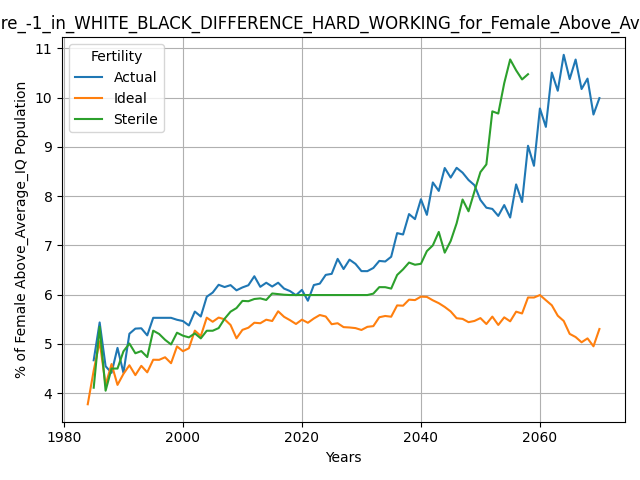 re_-1_in_WHITE_BLACK_DIFFERENCE_HARD_WORKING_for_Female_Above_Av
Fertility
Actual
Ideal
Sterile
% of Female Above_Average_IQ Population
11
10
9
8
7
6
5
4
1980
2000
2020
2040
2060
Years